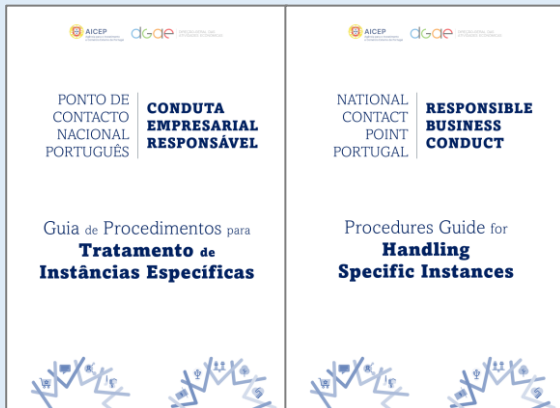 AICEP
dGae
PONTO DE
CONTACTO
NACIONAL
PORTUGUÊS
CONDUTA
EMPRESARIAL
RESPONSÁVEL
Guia de Procedimentos para
Tratamento de
Instâncias Específicas
AICEP
dGae
NATIONAL
CONTACT
POINT
PORTUGAL
RESPONSIBLE
BUSINESS
CONDUCT
Procedures Guide for
Handling
Specific Instances